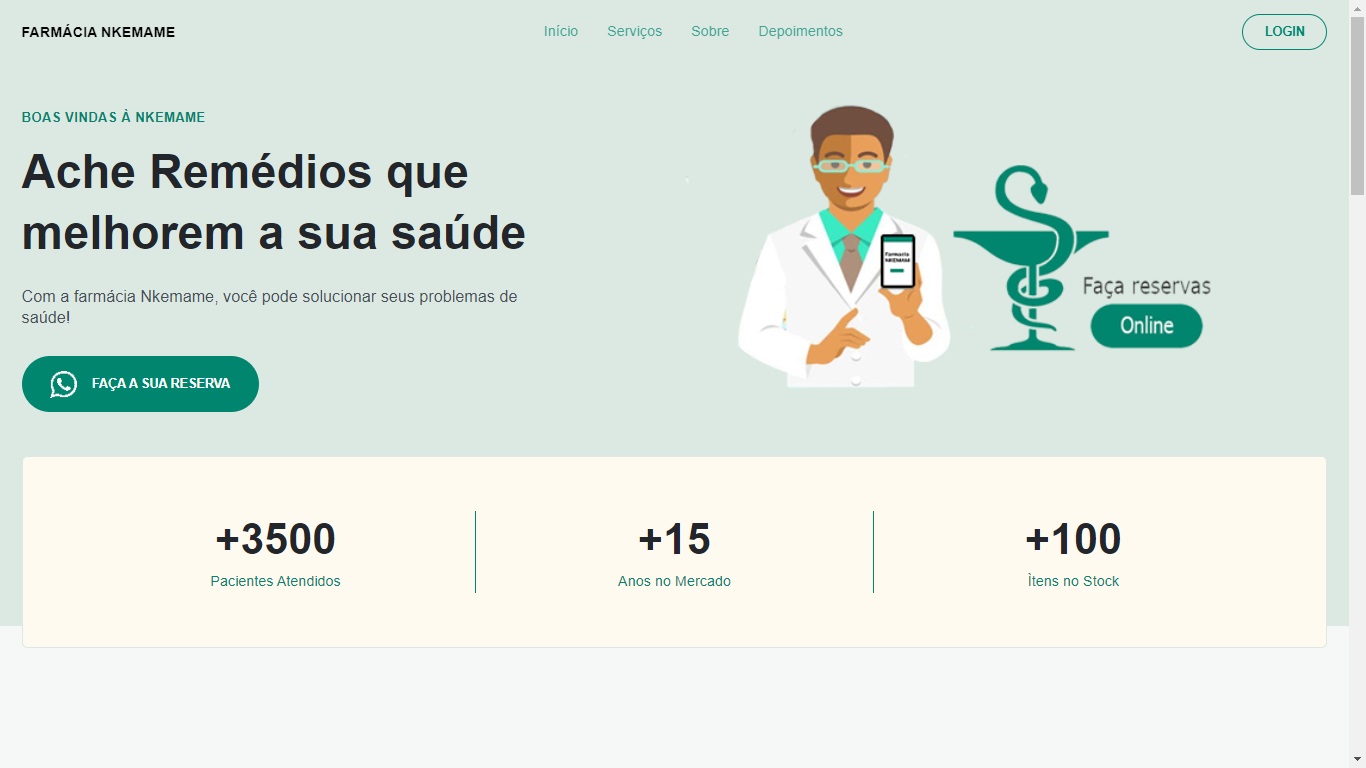 FARMÁCIA NKEMAME
Início
Serviços
Sobre
Depoimentos
LOGIN
BOAS VINDAS À NKEMAME
Ache Remédios que
melhorem a sua saúde
Com a farmácia Nkemame, você pode solucionar seus problemas de
saúde!
FAÇA A SUA RESERVA
Farmacia
NKEMAME
Faça reservas
Online
+3500
Pacientes Atendidos
+15
Anos no Mercado
+100
Ìtens no Stock